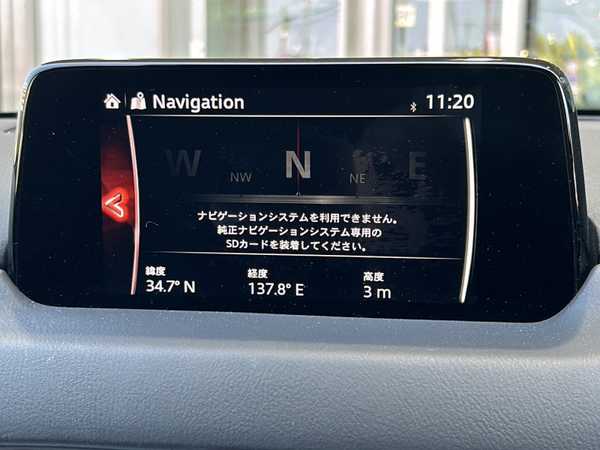 Navigation
11:20
W NW N NE E
ナビゲーションシステムを利用できません。
純正ナビゲーションシステム専用の
SDカードを装着してください。
緯度 経度 高度
34.7° N 137.8° E 3 m